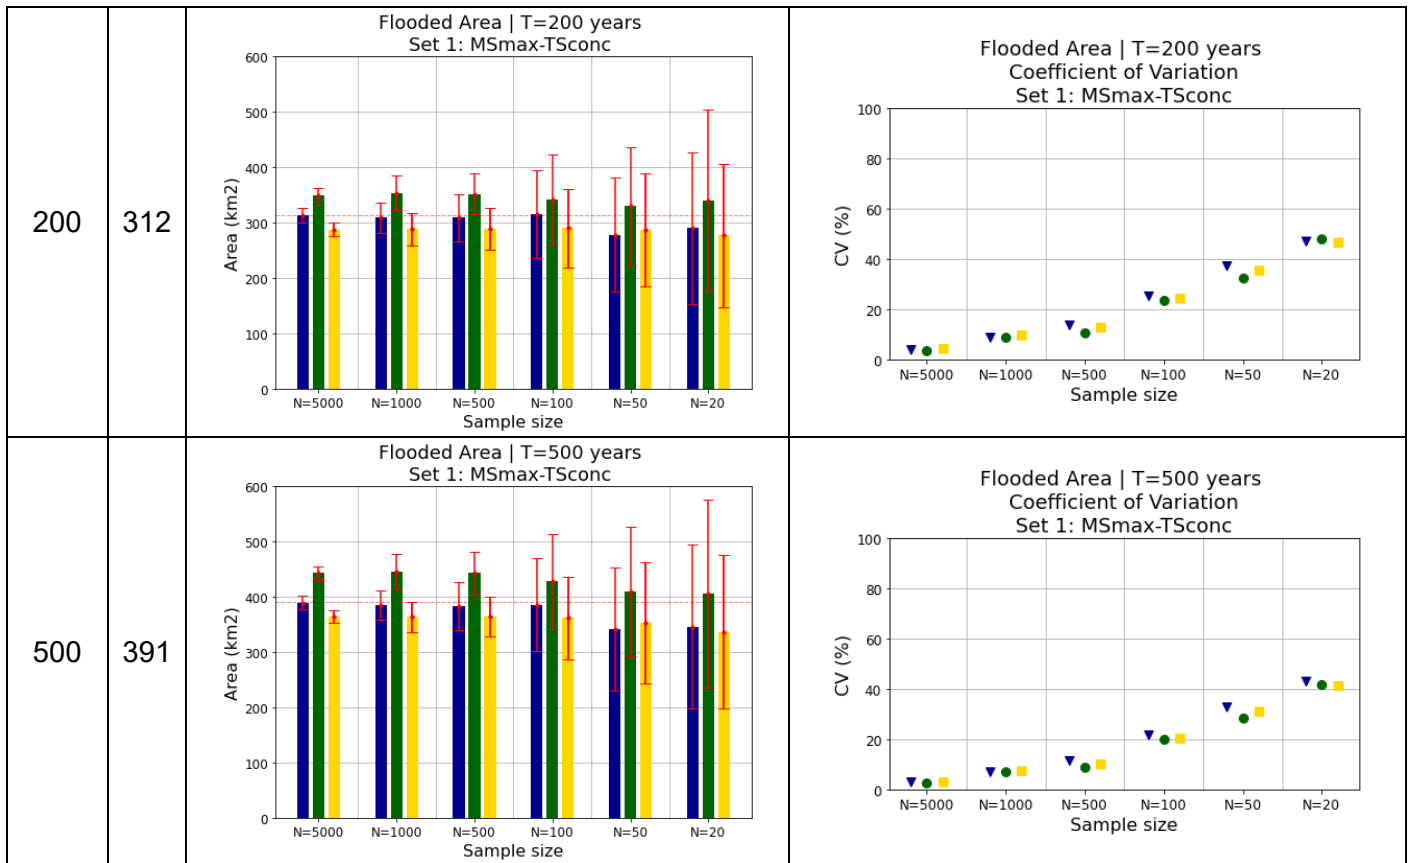 200
312
Flooded Area | T=200 years
Set 1: MSmax-TSconc
600
500
400
300
200
100
0
Area (km2)
N=5000 N=1000 N=500 N=100 N=50 N=20
Sample size
Flooded Area | T=200 years
Coefficient of Variation
Set 1: MSmax-TSconc
100
80
60
40
20
0
CV (%)
N=5000 N=1000 N=500 N=100 N=50 N=20
Sample size
500
391
Flooded Area | T=500 years
Set 1: MSmax-TSconc
600
500
400
300
200
100
0
Area (km2)
N=5000 N=1000 N=500 N=100 N=50 N=20
Sample size
Flooded Area | T=500 years
Coefficient of Variation
Set 1: MSmax-TSconc
100
80
60
40
20
0
CV (%)
N=5000 N=1000 N=500 N=100 N=50 N=20
Sample size